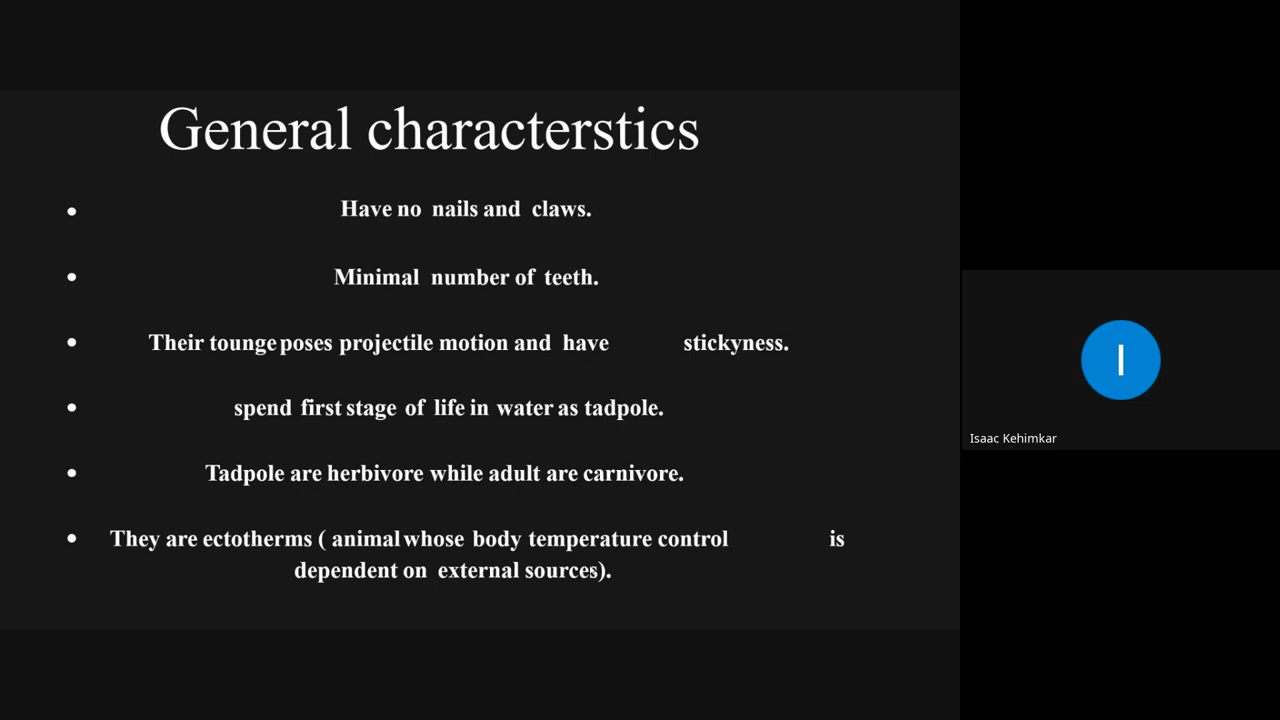 General characterstics
• Have no nails and claws.
• Minimal number of teeth.
• Their tounge poses projectile motion and have stickyness.
• spend first stage of life in water as tadpole.
• Tadpole are herbivore while adult are carnivore.
• They are ectotherms ( animal whose body temperature control is
dependent on external sources).
I
Isaac Kehimkar